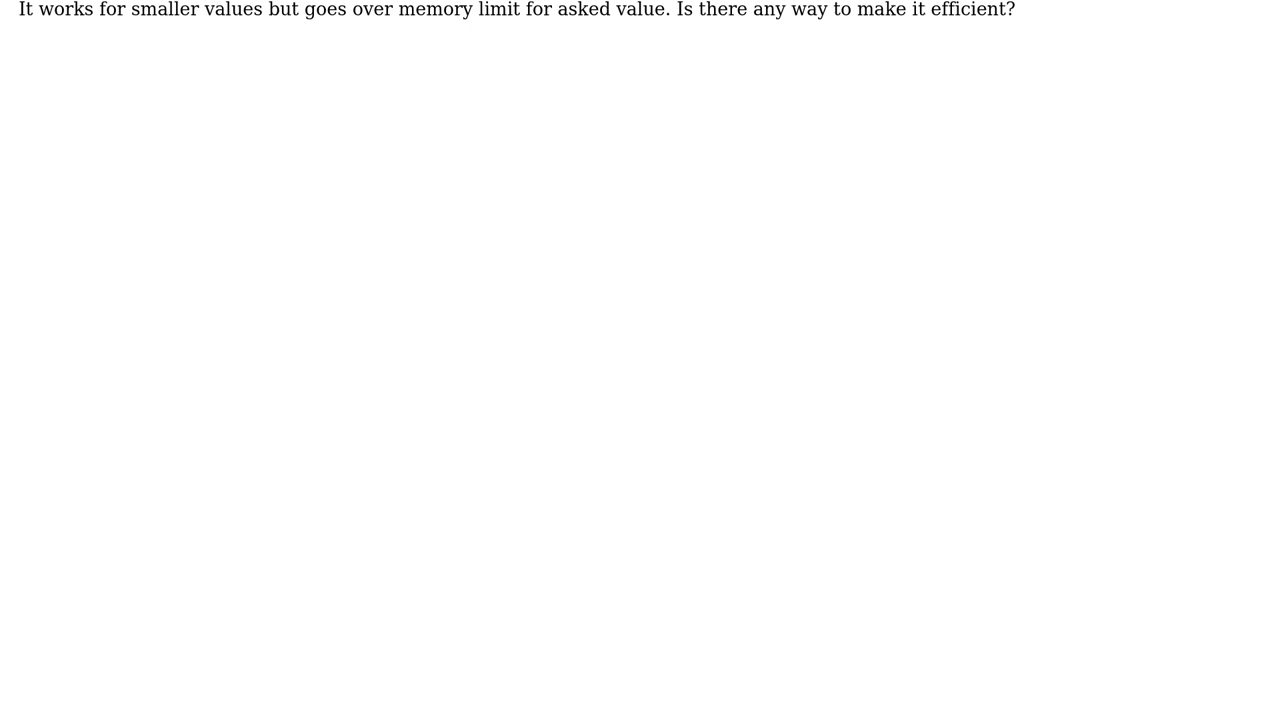 It works for smaller values but goes over memory limit for asked value. Is there any way to make it efficient?